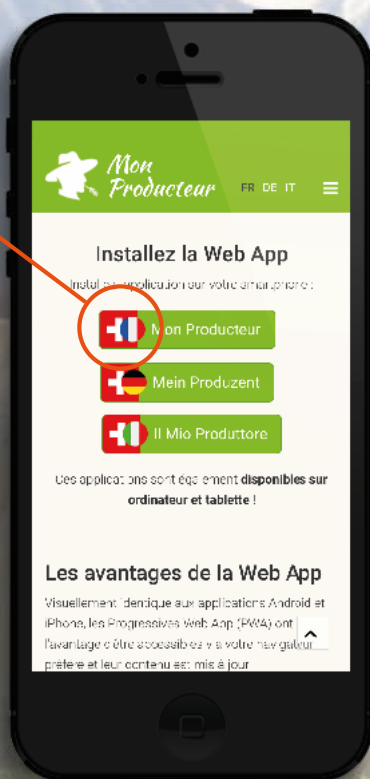 Mon
Producteur
FR DE IT
Installez la Web App
Installez l'application sur votre smartphone :
Mon Producteur
Mein Produzent
Il Mio Produttore
Ces applications sont également disponibles sur
ordinateur et tablette !
Les avantages de la Web App
Visuellement identique aux applications Android et
iPhone, les Progressives Web App (PWA) ont
l'avantage d'être accessibles via votre navigateur
préféré et leur contenu est mis à jour